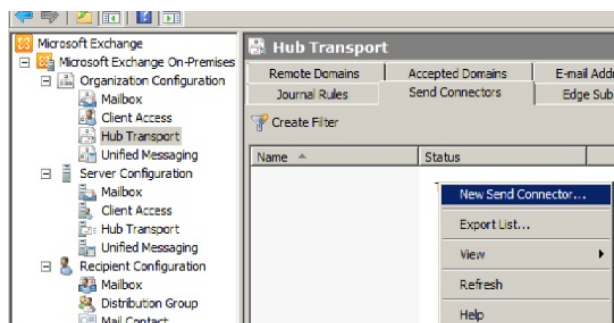 Microsoft Exchange
Microsoft Exchange On-Premises
Organization Configuration
Mailbox
Client Access
Hub Transport
Unified Messaging
Server Configuration
Mailbox
Client Access
Hub Transport
Unified Messaging
Recipient Configuration
Mailbox
Distribution Group
Mail Contact
Hub Transport
Remote Domains Accepted Domains E-mail Addr
Journal Rules Send Connectors Edge Sub
Create Filter
Name Status
New Send Connector...
Export List...
View
Refresh
Help